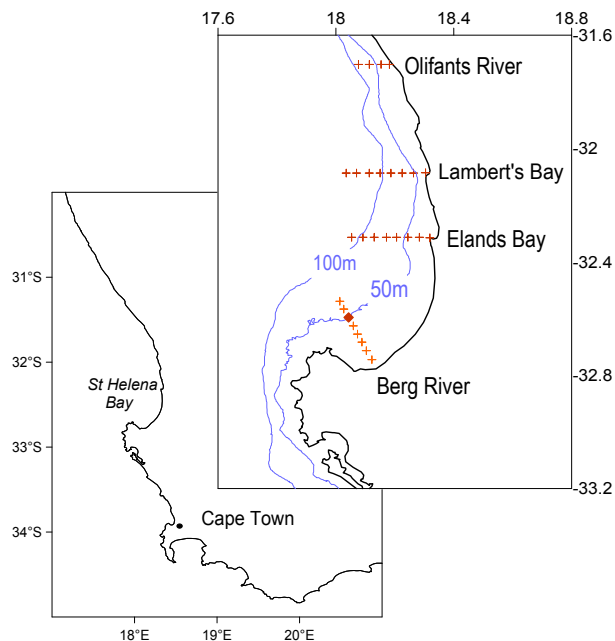 17.6 18 18.4 18.8
-31.6
Olifants River
-32
Lambert's Bay
Elands Bay
-32.4
100m
50m
31°S
-32.8
32°S
St Helena
Bay
Berg River
33°S
-33.2
Cape Town
34°S
18°E 19°E 20°E